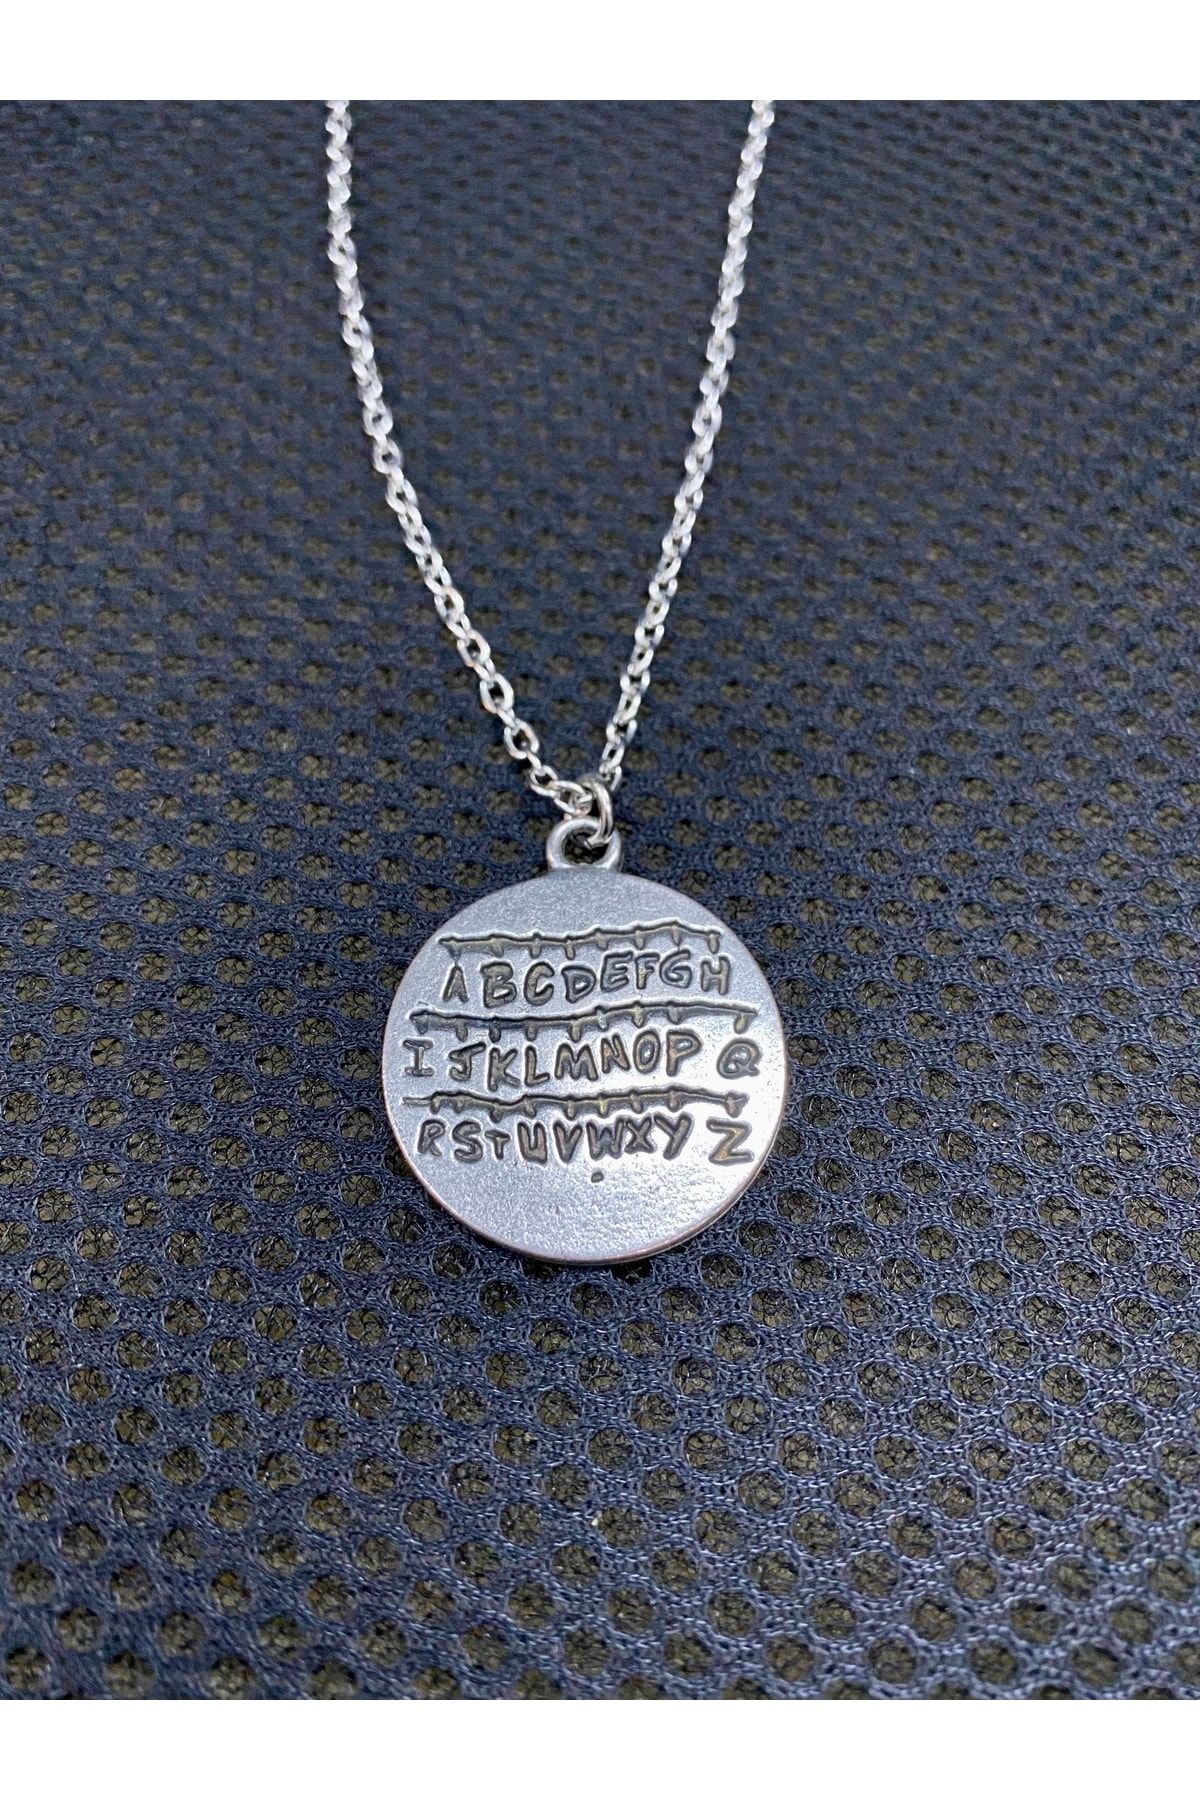 ABCDEFGH
IJKLMNOP Q
RSTUVWXY Z